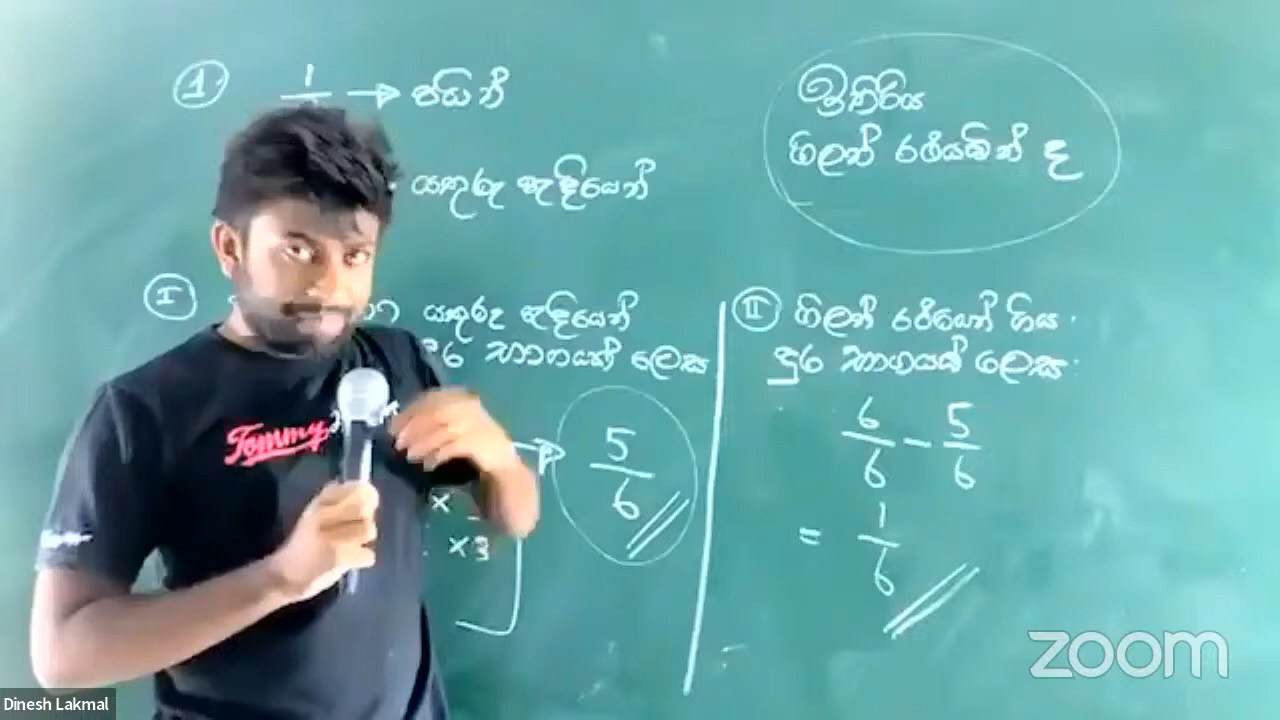 1. 1 → පයින්
යතුරු පැදියෙන්
ඉතිරිය
ගිලන් රථයකින් ද
I යතුරු පැදියෙන්
දුර භාගයක් ලෙස
5
6
×
×3
II ගිලන් රථයෙන් ගිය
දුර භාගයක් ලෙස
6/6 - 5/6
= 1/6
Tommy
zoom
Dinesh Lakmal